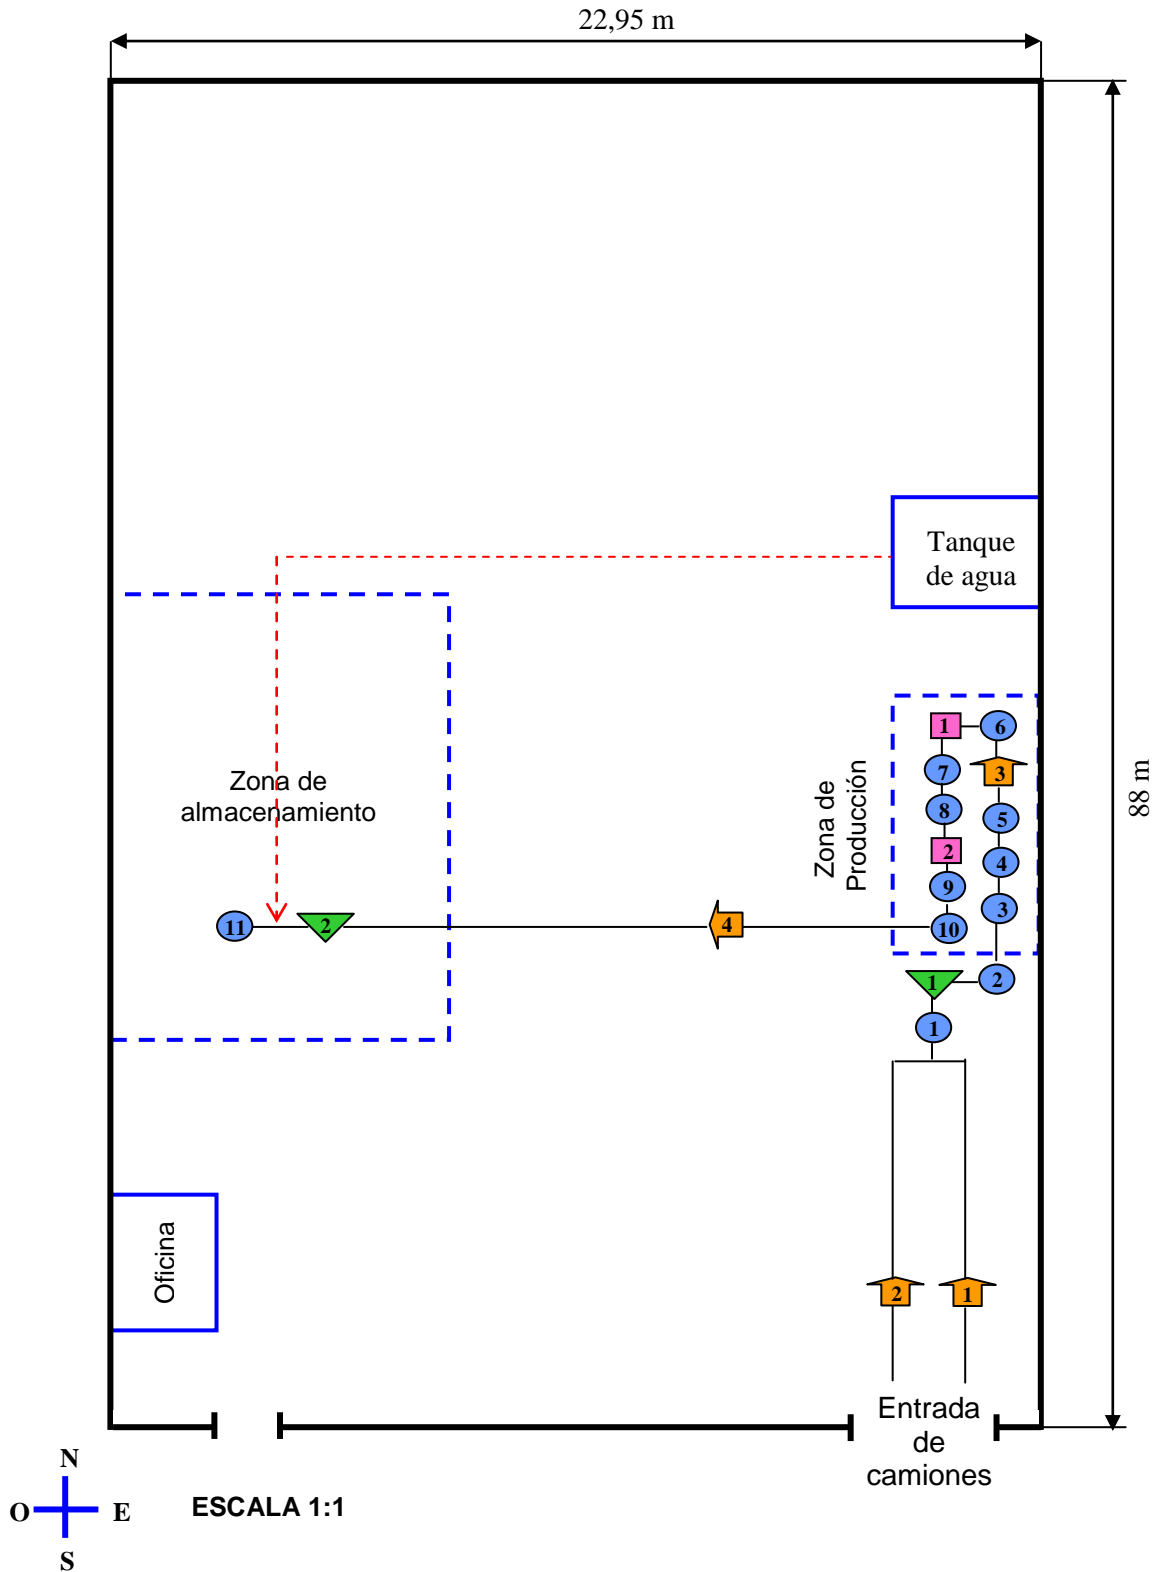 22,95 m
88 m
Tanque
de agua
1
6
7
3
8
5
2
4
9
3
10
Zona de
Producción
Zona de
almacenamiento
11
2
4
1
2
1
Oficina
2
1
Entrada
de
camiones
N
O
E
S
ESCALA 1:1